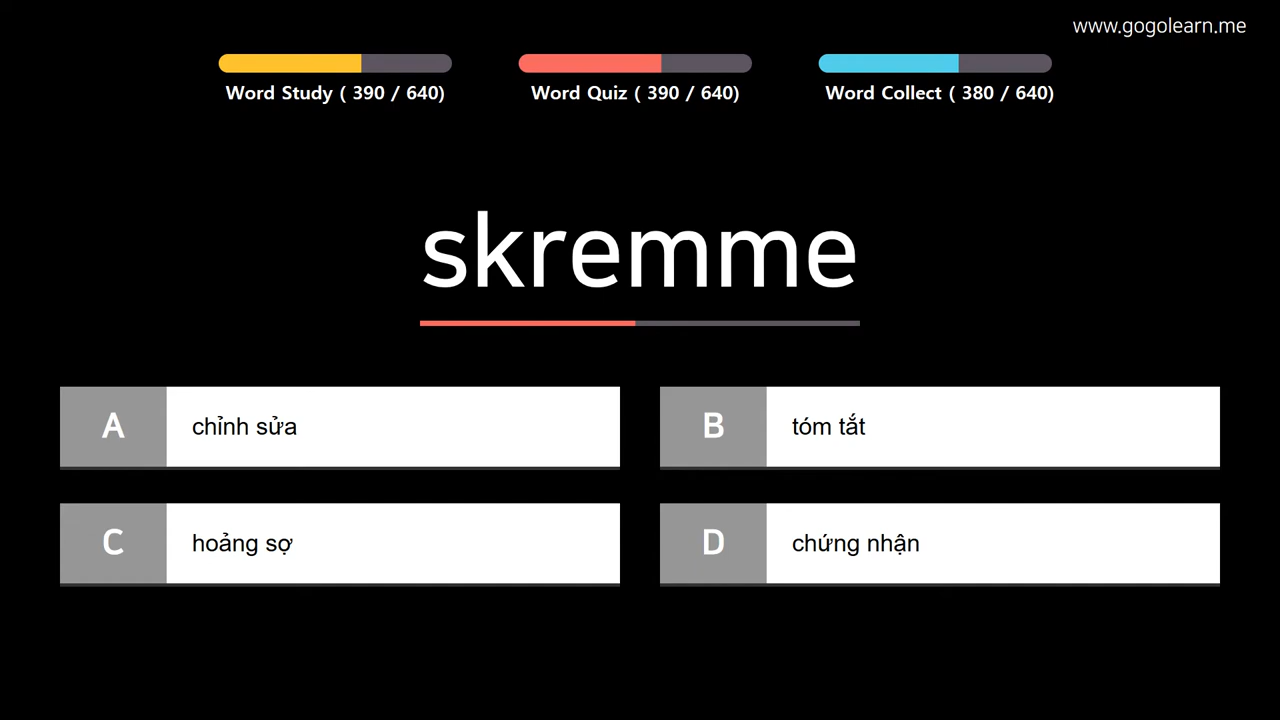 www.gogolearn.me
Word Study ( 390 / 640)
Word Quiz ( 390 / 640)
Word Collect ( 380 / 640)
skremme
A
chỉnh sửa
B
tóm tắt
C
hoảng sợ
D
chứng nhận